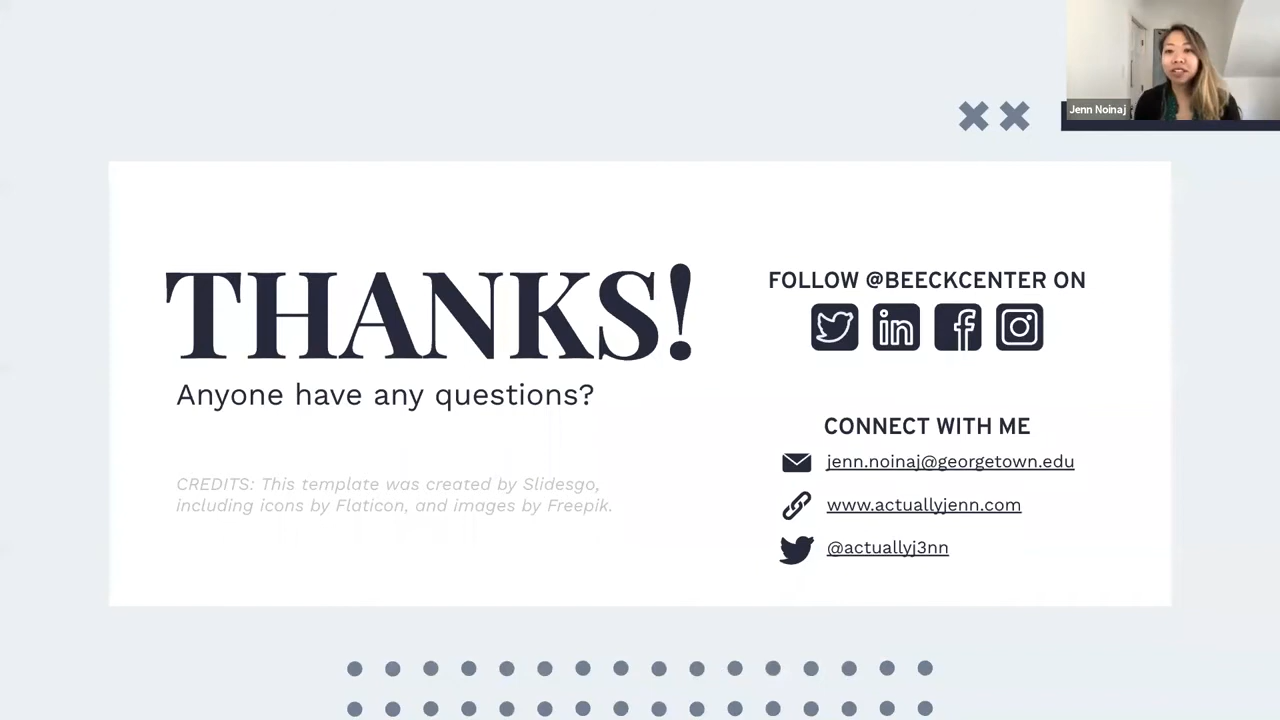 Jenn Noinaj
THANKS!
Anyone have any questions?
CREDITS: This template was created by Slidesgo,
including icons by Flaticon, and images by Freepik.
FOLLOW @BEECKCENTER ON
CONNECT WITH ME
jenn.noinaj@georgetown.edu
www.actuallyjenn.com
@actuallyj3nn